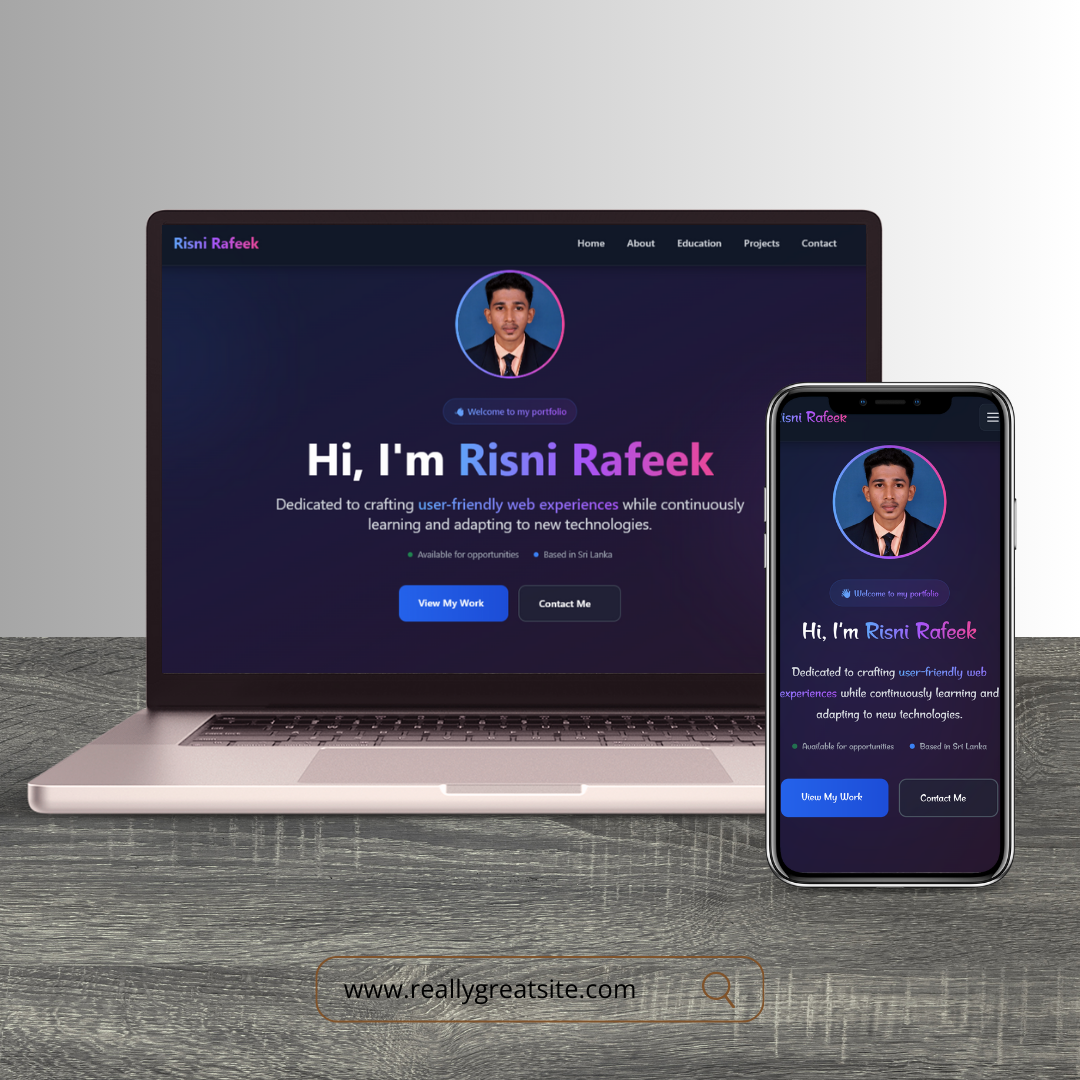 Risni Rafeek
Home About Education Projects Contact
👋 Welcome to my portfolio
Hi, I'm Risni Rafeek
Dedicated to crafting user-friendly web experiences while continuously
learning and adapting to new technologies.
Available for opportunities Based in Sri Lanka
View My Work Contact Me
isni Rafeek
👋 Welcome to my portfolio
Hi, I'm Risni Rafeek
Dedicated to crafting user-friendly web
experiences while continuously learning and
adapting to new technologies.
Available for opportunities Based in Sri Lanka
View My Work Contact Me
www.reallygreatsite.com